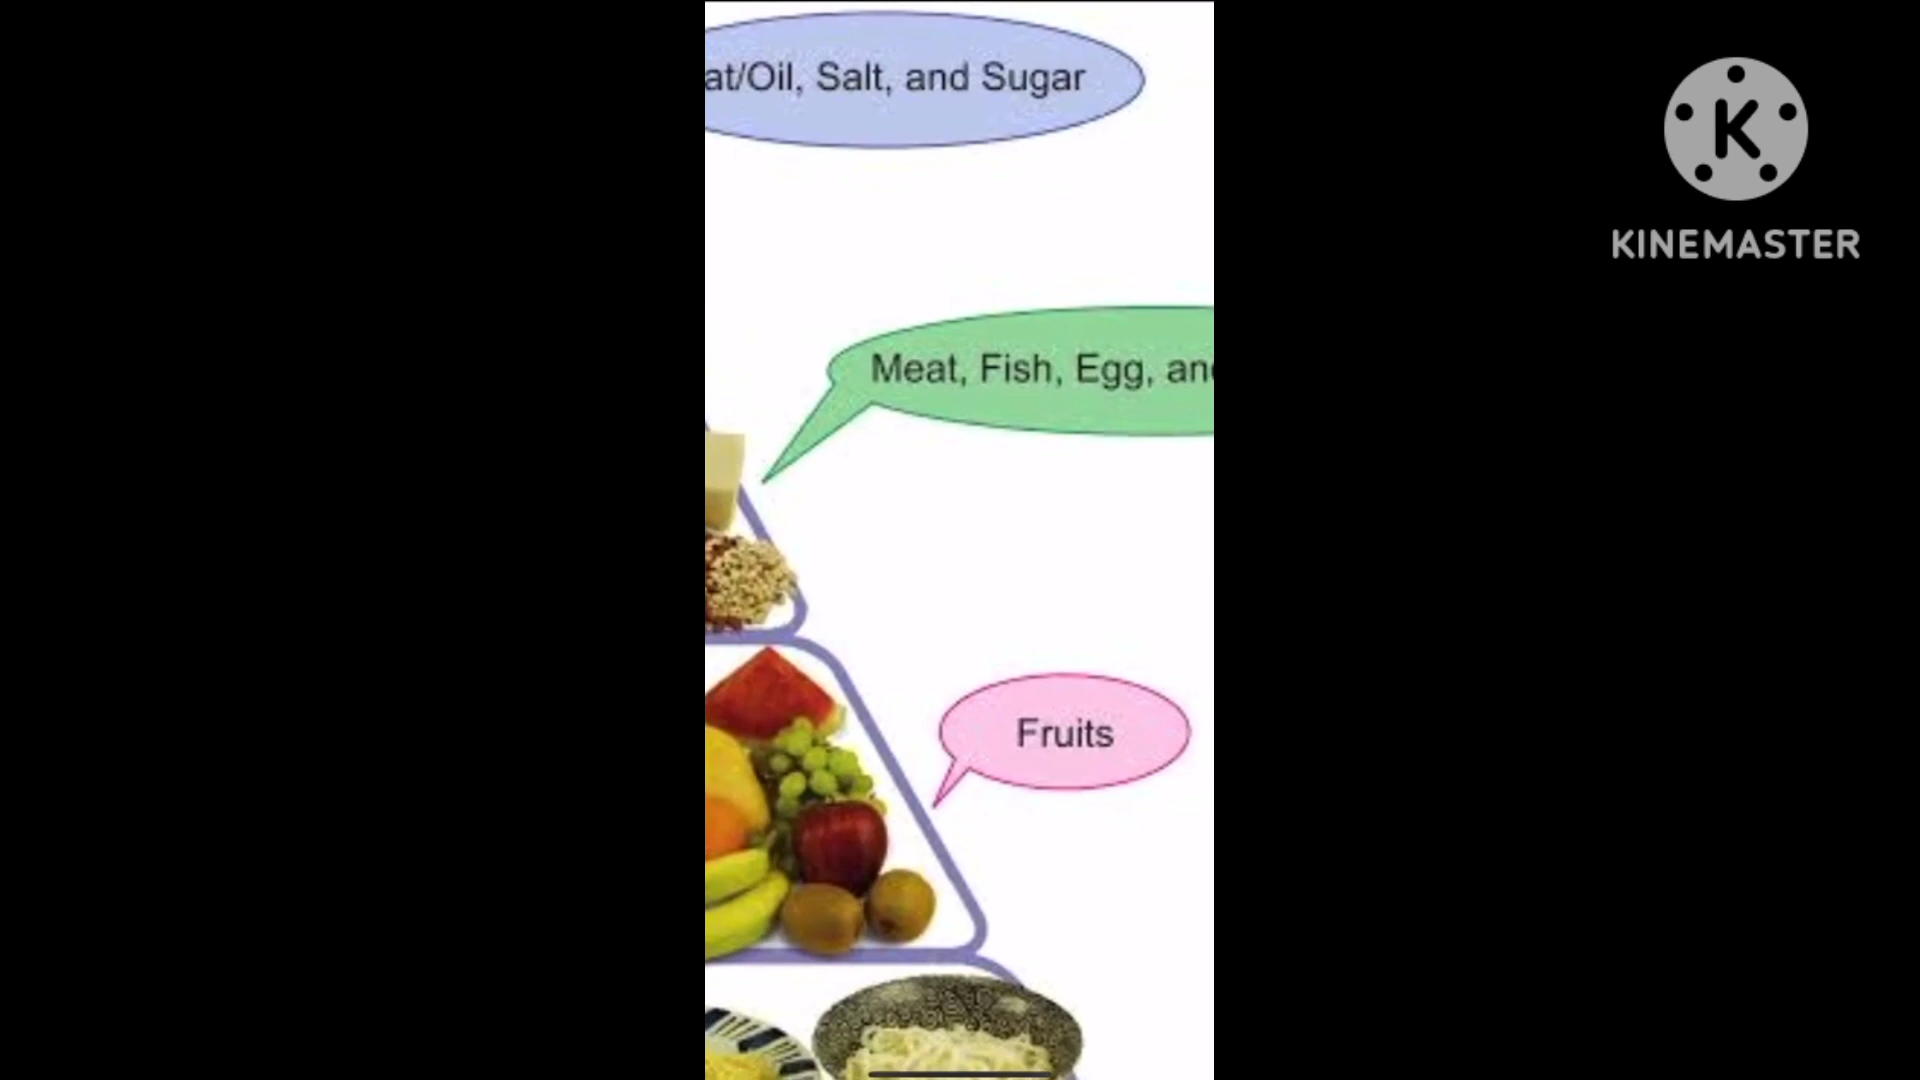 at/Oil, Salt, and Sugar
K
KINEMASTER
Meat, Fish, Egg, an
Fruits